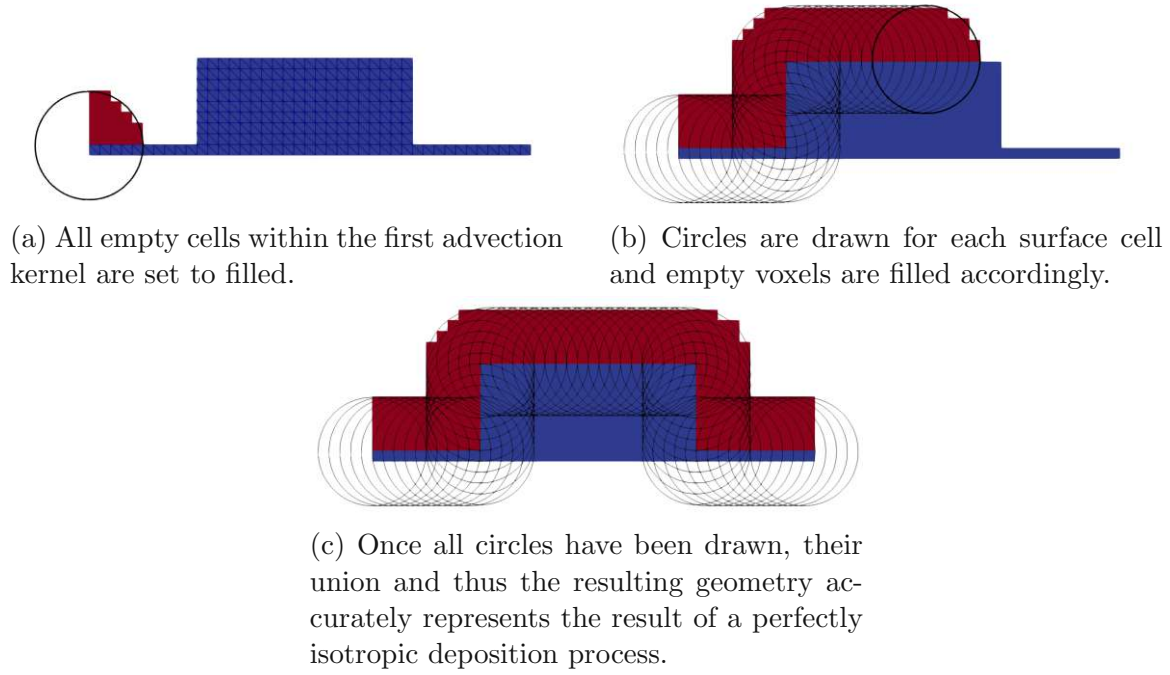 (a) All empty cells within the first advection
kernel are set to filled.
(b) Circles are drawn for each surface cell
and empty voxels are filled accordingly.
(c) Once all circles have been drawn, their
union and thus the resulting geometry ac-
curately represents the result of a perfectly
isotropic deposition process.